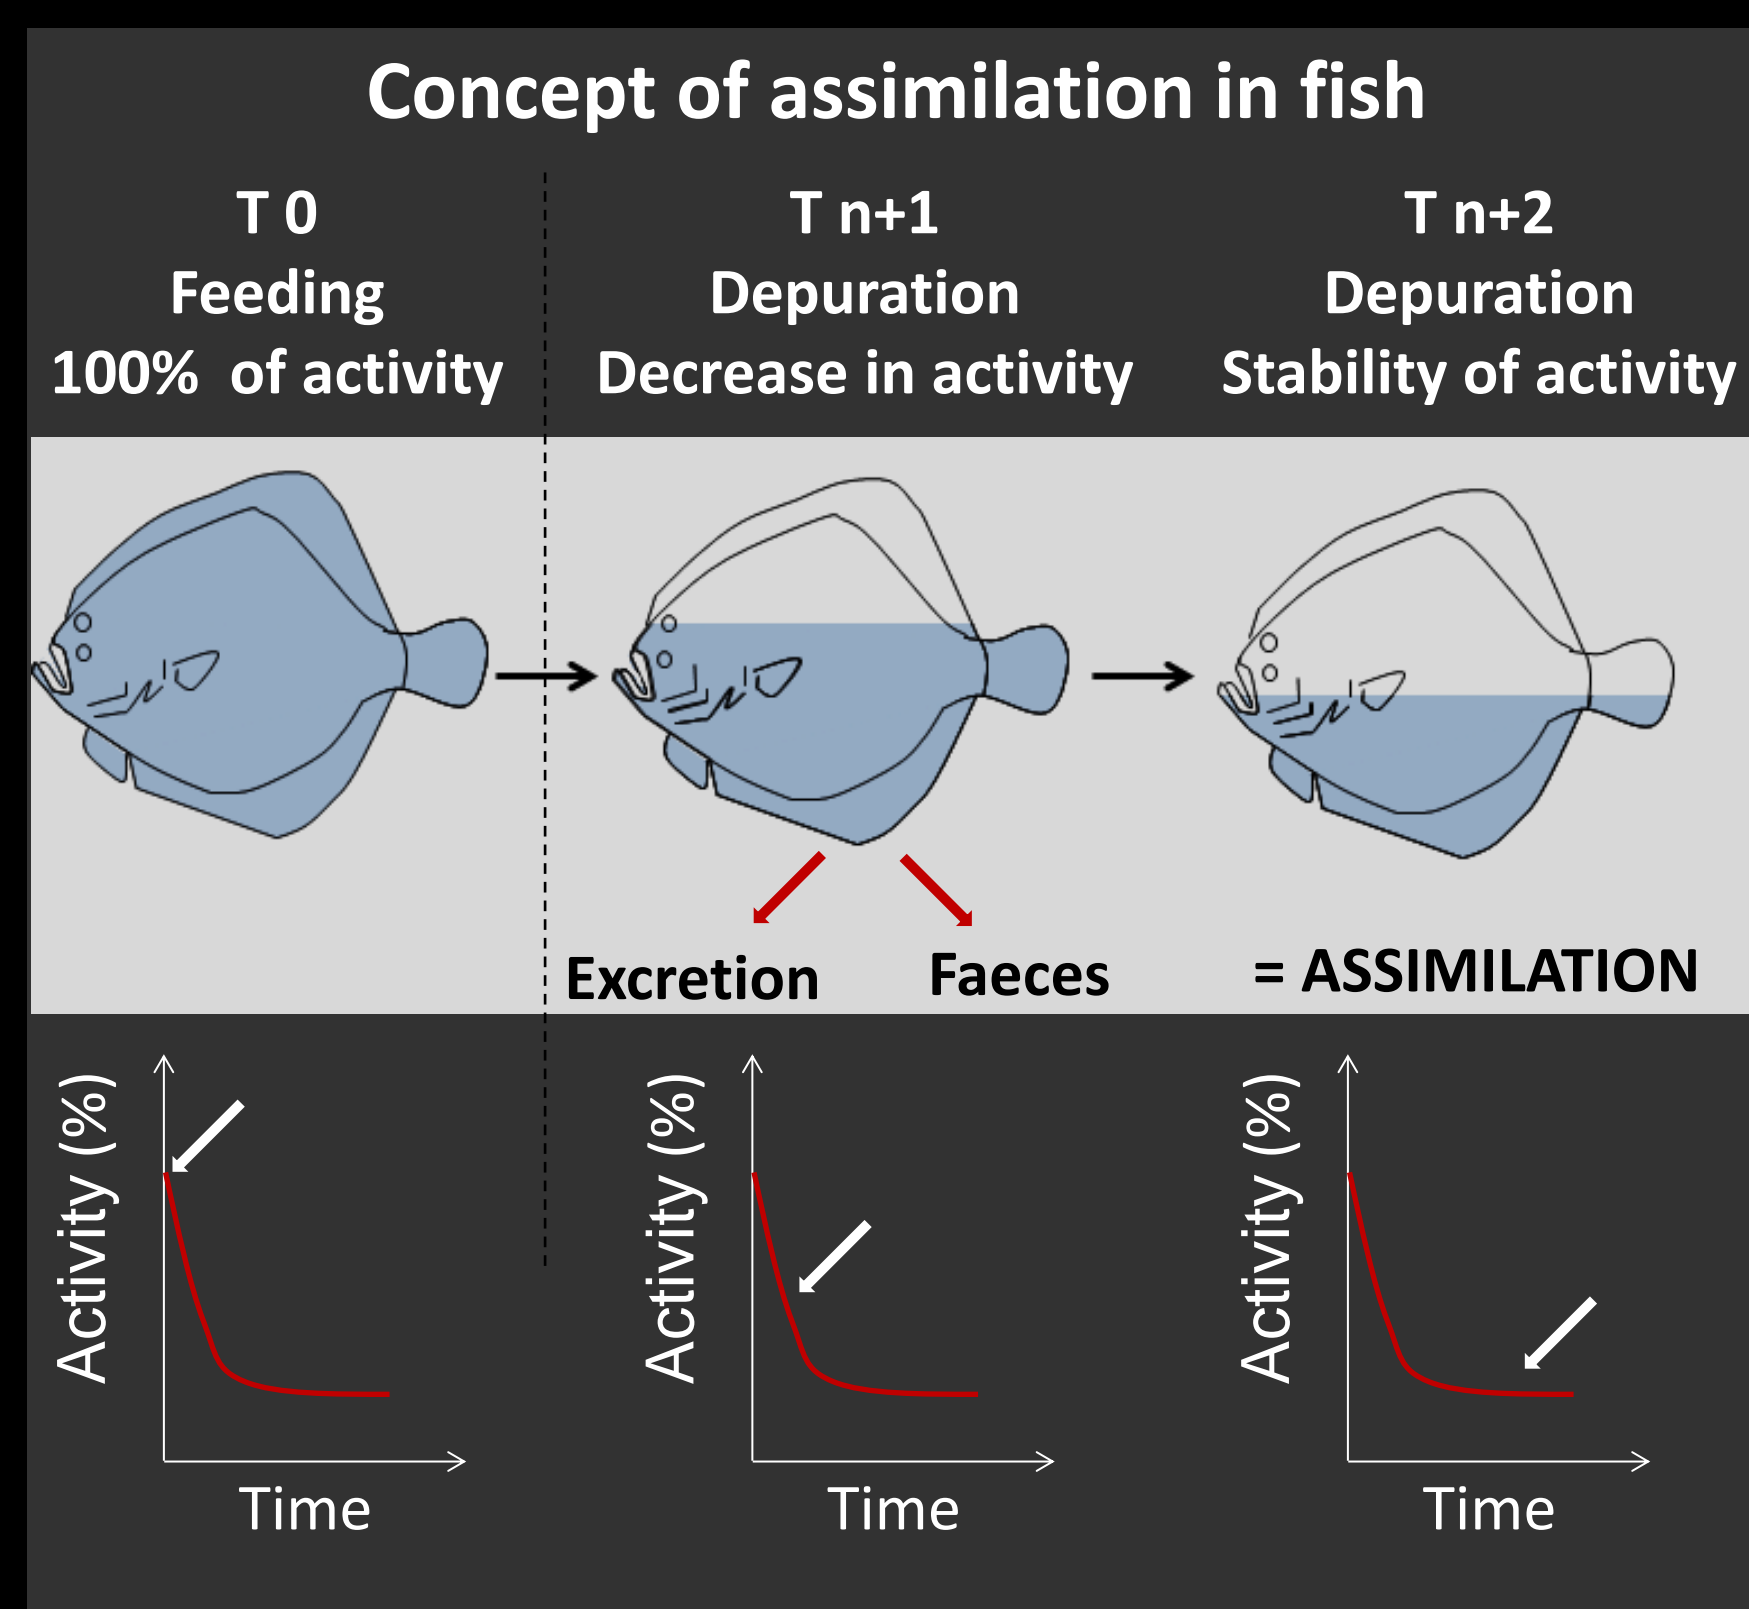 Concept of assimilation in fish
T 0
Feeding
100% of activity
T n+1
Depuration
Decrease in activity
T n+2
Depuration
Stability of activity
Excretion
Faeces
= ASSIMILATION
Activity (%)
Time
Activity (%)
Time
Activity (%)
Time